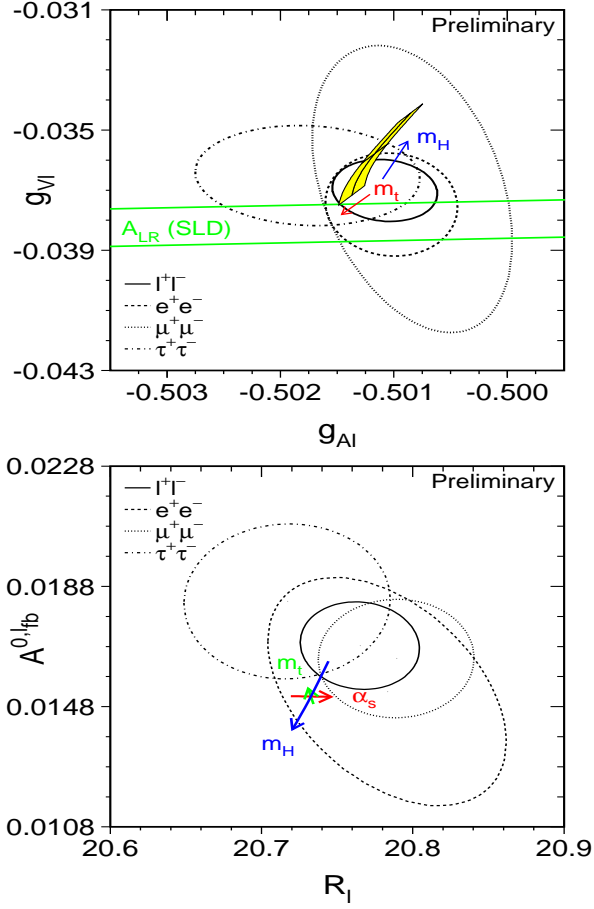 -0.031
Preliminary
-0.035
m_H
g_Vl
m_t
A_LR (SLD)
-0.039
l⁺l⁻
e⁺e⁻
μ⁺μ⁻
τ⁺τ⁻
-0.043
-0.503 -0.502 -0.501 -0.500
g_Al
0.0228
Preliminary
l⁺l⁻
e⁺e⁻
μ⁺μ⁻
τ⁺τ⁻
0.0188
A^0,l_fb
m_t
α_s
0.0148
m_H
0.0108
20.6 20.7 20.8 20.9
R_l